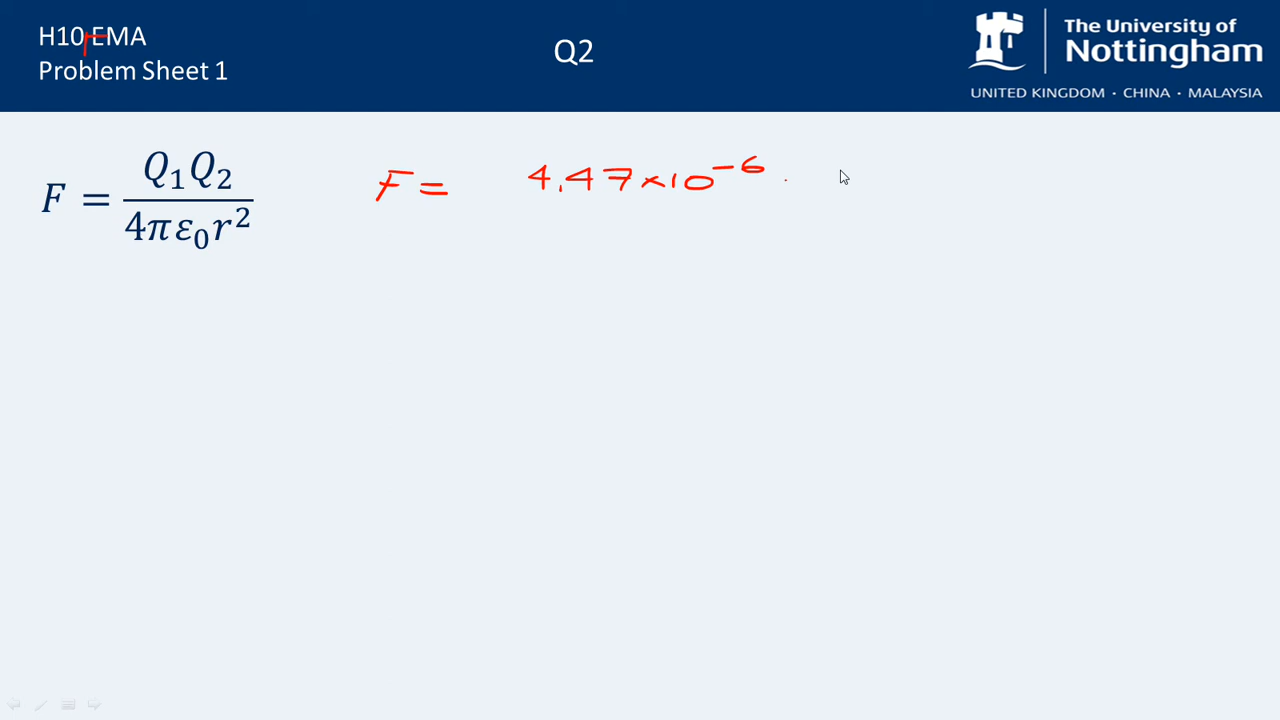 H10FEMA
Problem Sheet 1
Q2
The University of
Nottingham
UNITED KINGDOM · CHINA · MALAYSIA
F = Q₁Q₂ / 4πε₀r²
F = 4.47×10⁻⁶ .